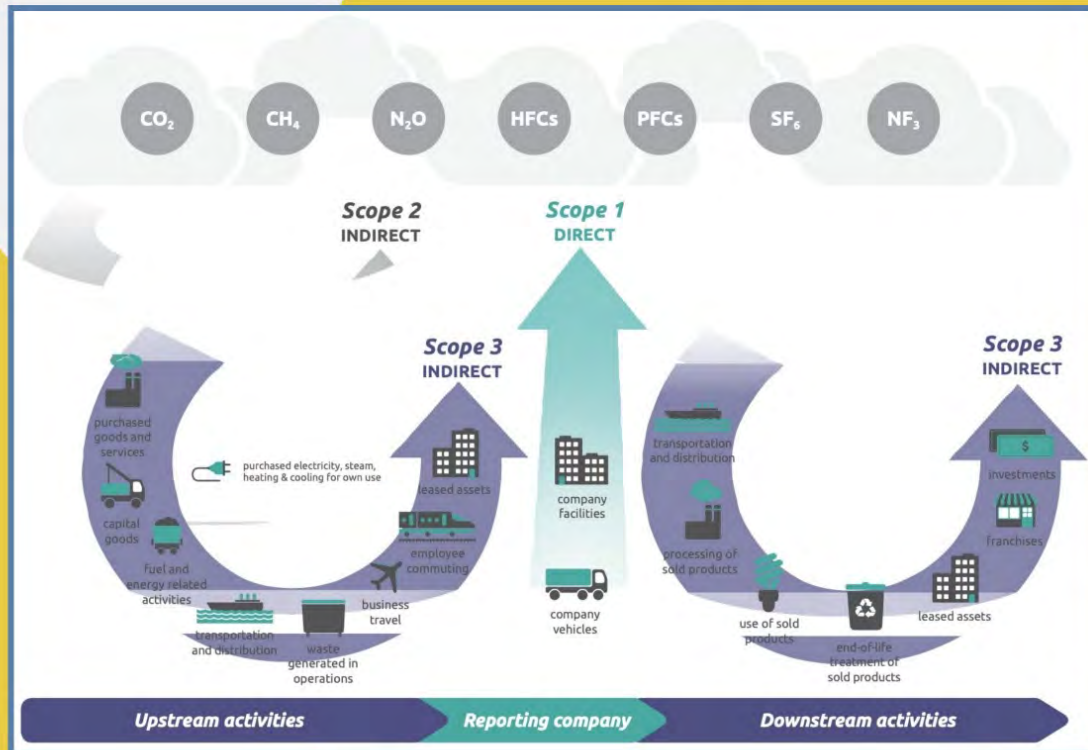 CO₂ CH₄ N₂O HFCs PFCs SF₆ NF₃
Scope 2
INDIRECT
Scope 1
DIRECT
Scope 3
INDIRECT
Scope 3
INDIRECT
purchased
goods and
services
capital
goods
fuel and
energy related
activities
purchased electricity, steam,
heating & cooling for own use
transportation
and distribution
waste
generated in
operations
business
travel
employee
commuting
leased assets
company
facilities
company
vehicles
transportation
and distribution
processing of
sold products
use of sold
products
end-of-life
treatment of
sold products
leased assets
franchises
$
investments
Upstream activities
Reporting company
Downstream activities